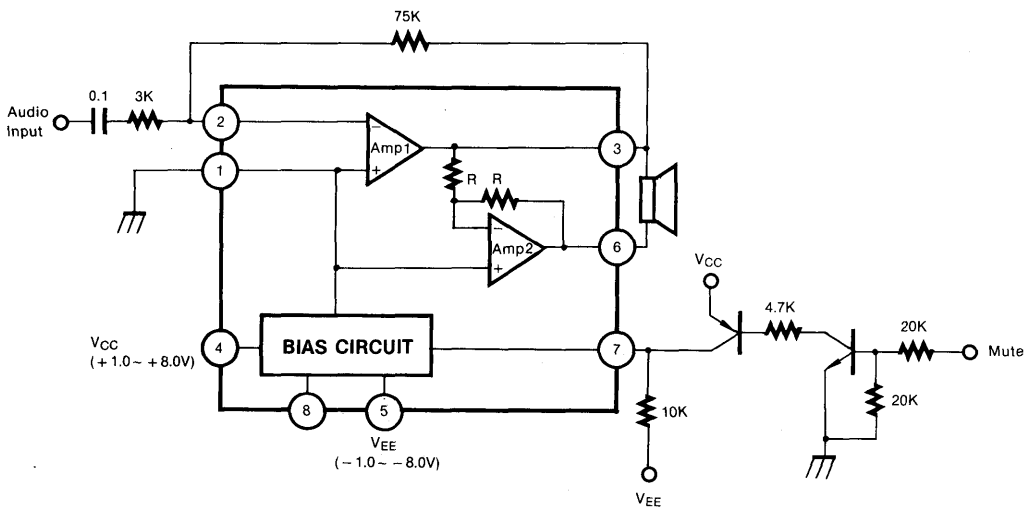 75K
0.1
3K
Audio
Input
2
Amp1
−
+
3
1
R
R
Amp2
−
+
6
VCC
4.7K
20K
Mute
VCC
(+1.0~+8.0V)
4
BIAS CIRCUIT
7
20K
10K
8
5
VEE
(−1.0~−8.0V)
VEE